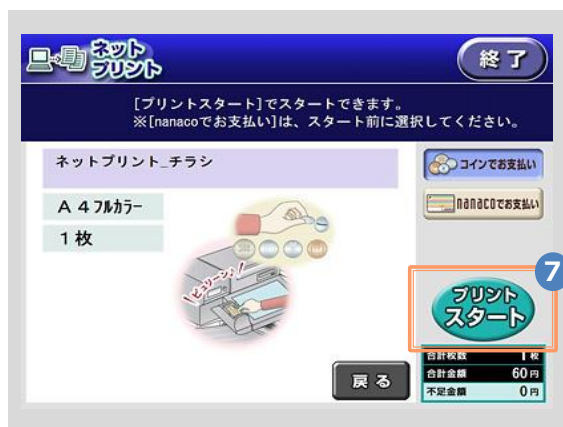 ネット
プリント
終了
[プリントスタート]でスタートできます。
※[nanacoでお支払い]は、スタート前に選択してください。
ネットプリント_チラシ
コインでお支払い
A4フルカラー
nanacoでお支払い
1枚
ピュリーン♪!
7
プリント
スタート
戻る
合計枚数 1枚
合計金額 60円
不足金額 0円